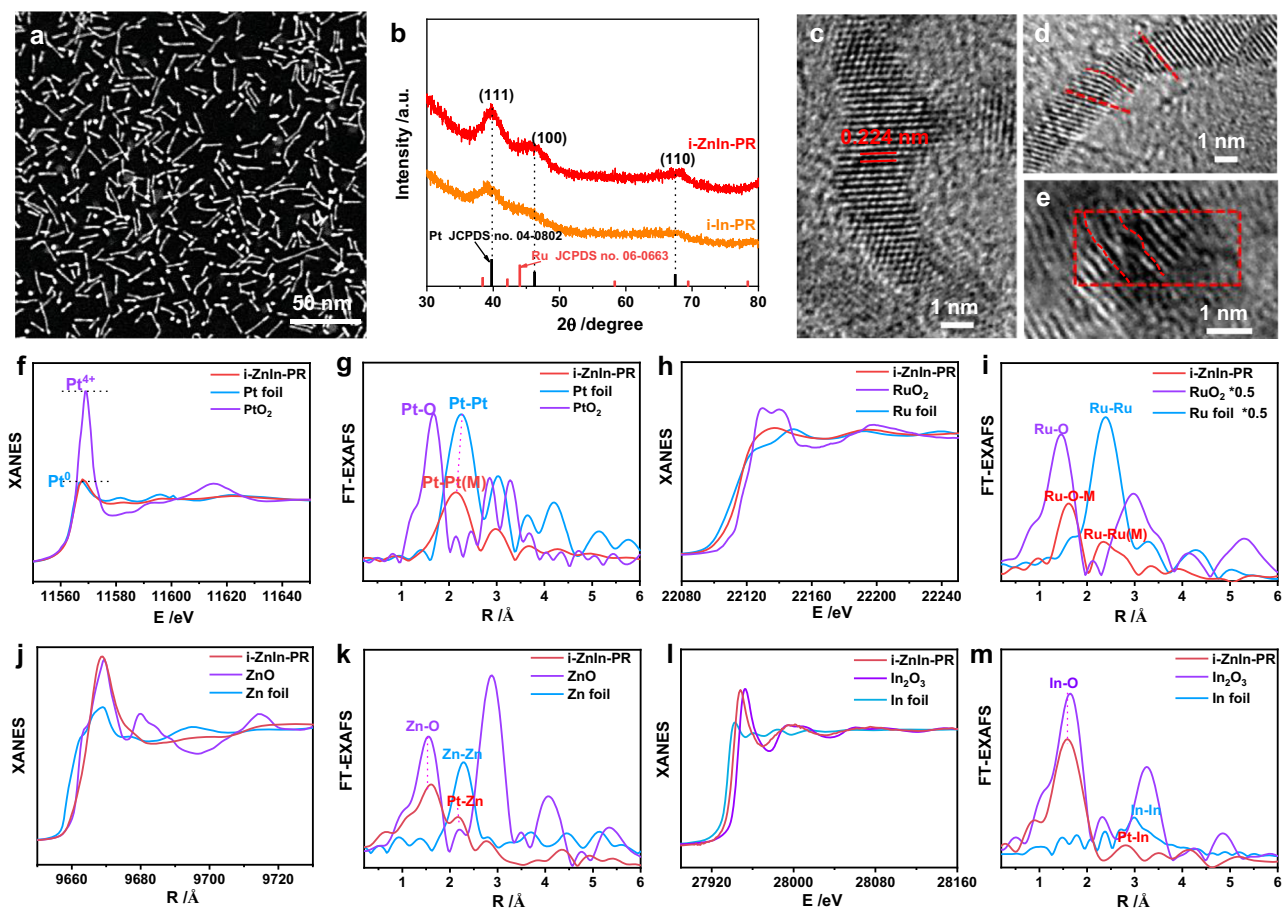 a
50 nm
b
Intensity /a.u.
(111)
(100)
(110)
i-ZnIn-PR
i-In-PR
Pt JCPDS no. 04-0802
Ru JCPDS no. 06-0663
30 40 50 60 70 80
2θ /degree
c
0.224 nm
1 nm
d
1 nm
e
1 nm
f
XANES
Pt⁴⁺
Pt⁰
i-ZnIn-PR
Pt foil
PtO₂
11560 11580 11600 11620 11640
E /eV
g
FT-EXAFS
Pt-O
Pt-Pt
Pt-Pt(M)
i-ZnIn-PR
Pt foil
PtO₂
1 2 3 4 5 6
R /Å
h
XANES
i-ZnIn-PR
RuO₂
Ru foil
22080 22120 22160 22200 22240
E /eV
i
FT-EXAFS
Ru-O
Ru-Ru
Ru-O-M
Ru-Ru(M)
i-ZnIn-PR
RuO₂ *0.5
Ru foil *0.5
1 2 3 4 5 6
R /Å
j
XANES
i-ZnIn-PR
ZnO
Zn foil
9660 9680 9700 9720
R /Å
k
FT-EXAFS
Zn-O
Zn-Zn
Pt-Zn
i-ZnIn-PR
ZnO
Zn foil
1 2 3 4 5 6
R /Å
l
XANES
i-ZnIn-PR
In₂O₃
In foil
27920 28000 28080 28160
E /eV
m
FT-EXAFS
In-O
In-In
Pt-In
i-ZnIn-PR
In₂O₃
In foil
1 2 3 4 5 6
R /Å